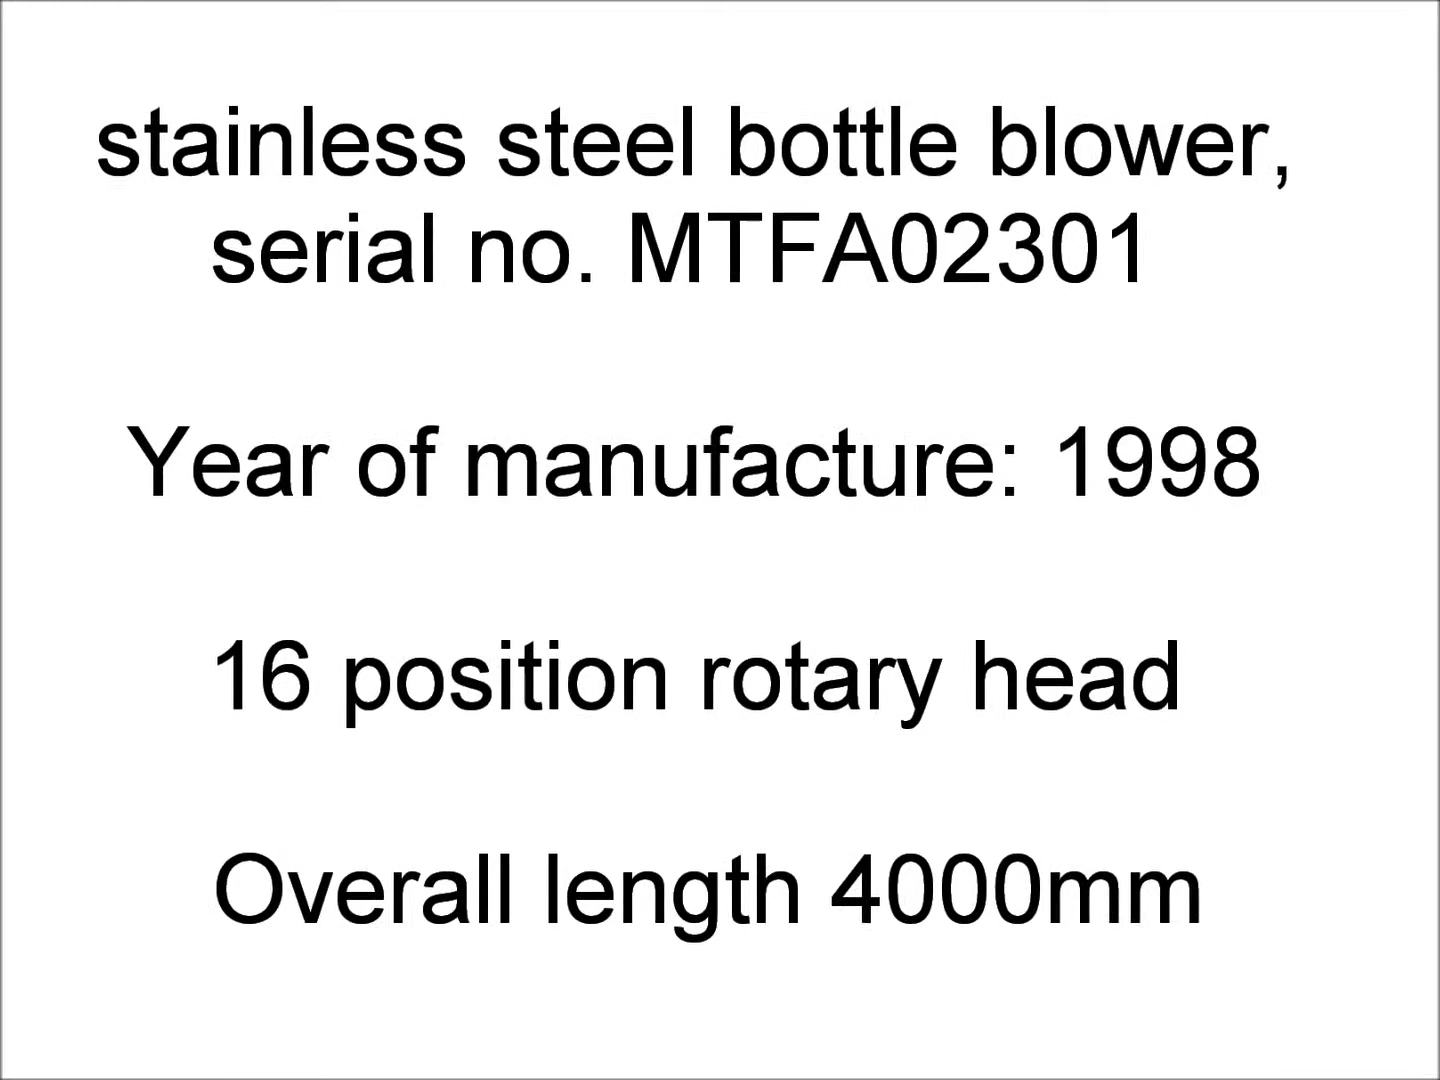 stainless steel bottle blower,
serial no. MTFA02301
Year of manufacture: 1998
16 position rotary head
Overall length 4000mm